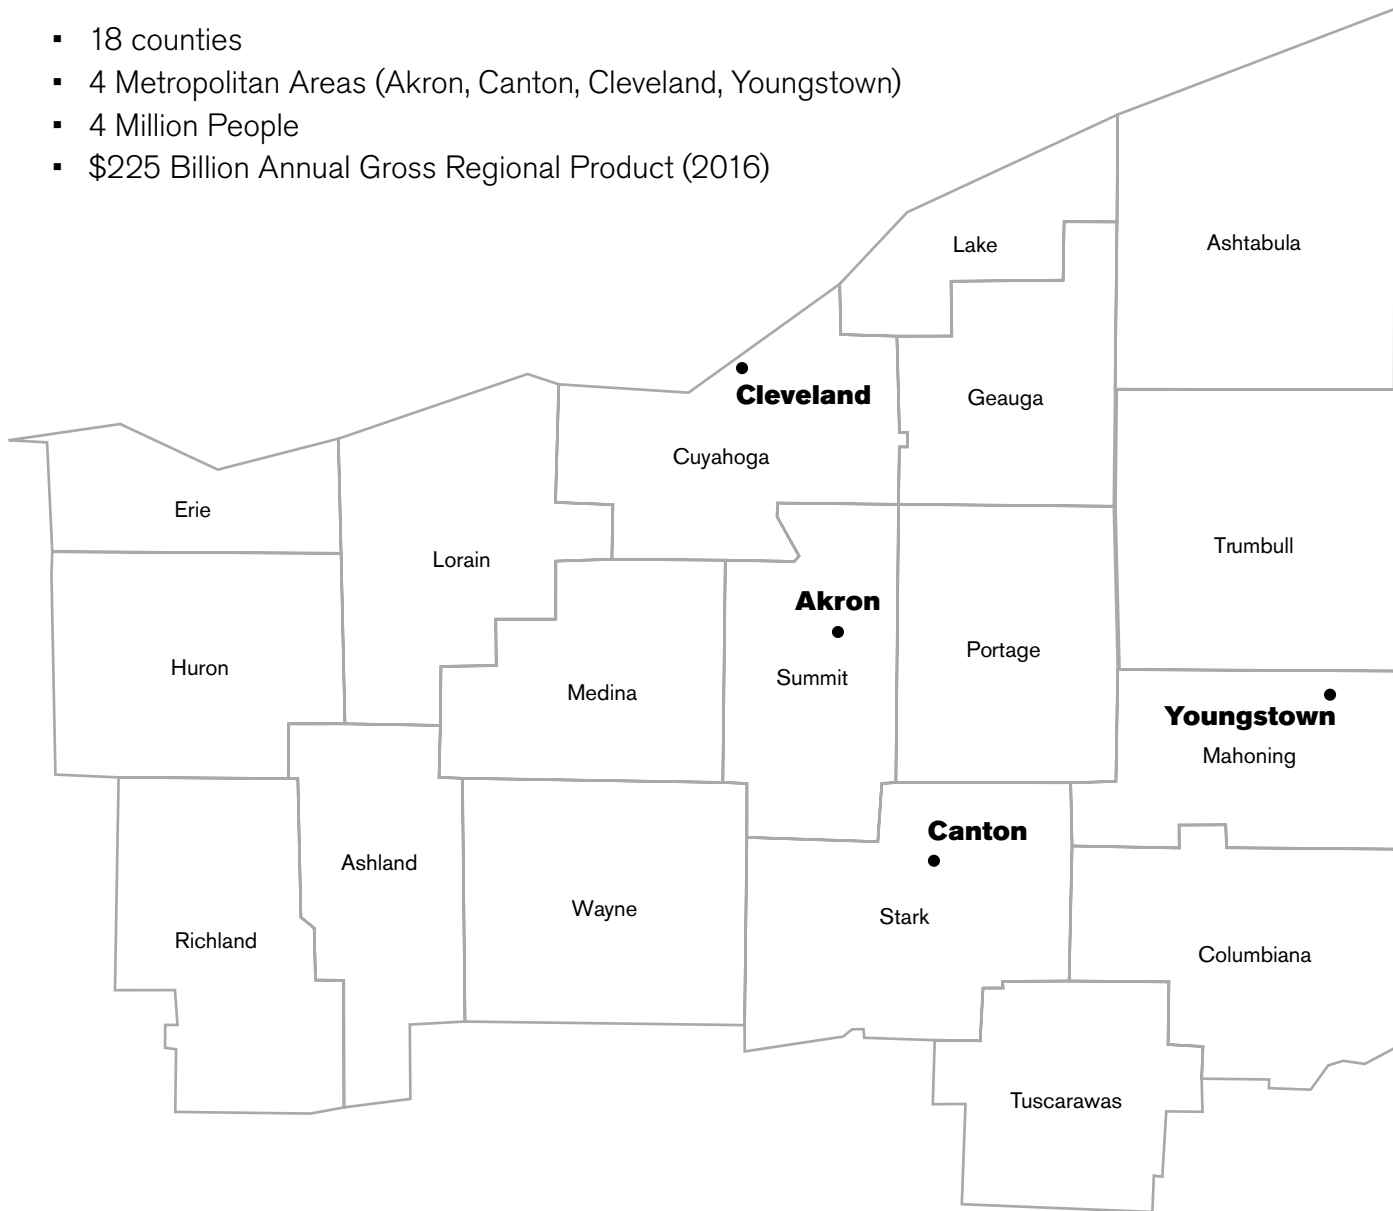 ▪ 18 counties
▪ 4 Metropolitan Areas (Akron, Canton, Cleveland, Youngstown)
▪ 4 Million People
▪ $225 Billion Annual Gross Regional Product (2016)
Lake
Ashtabula
Cleveland
Geauga
Cuyahoga
Erie
Lorain
Trumbull
Akron
Huron
Medina
Summit
Portage
Youngstown
Mahoning
Canton
Ashland
Wayne
Stark
Richland
Columbiana
Tuscarawas